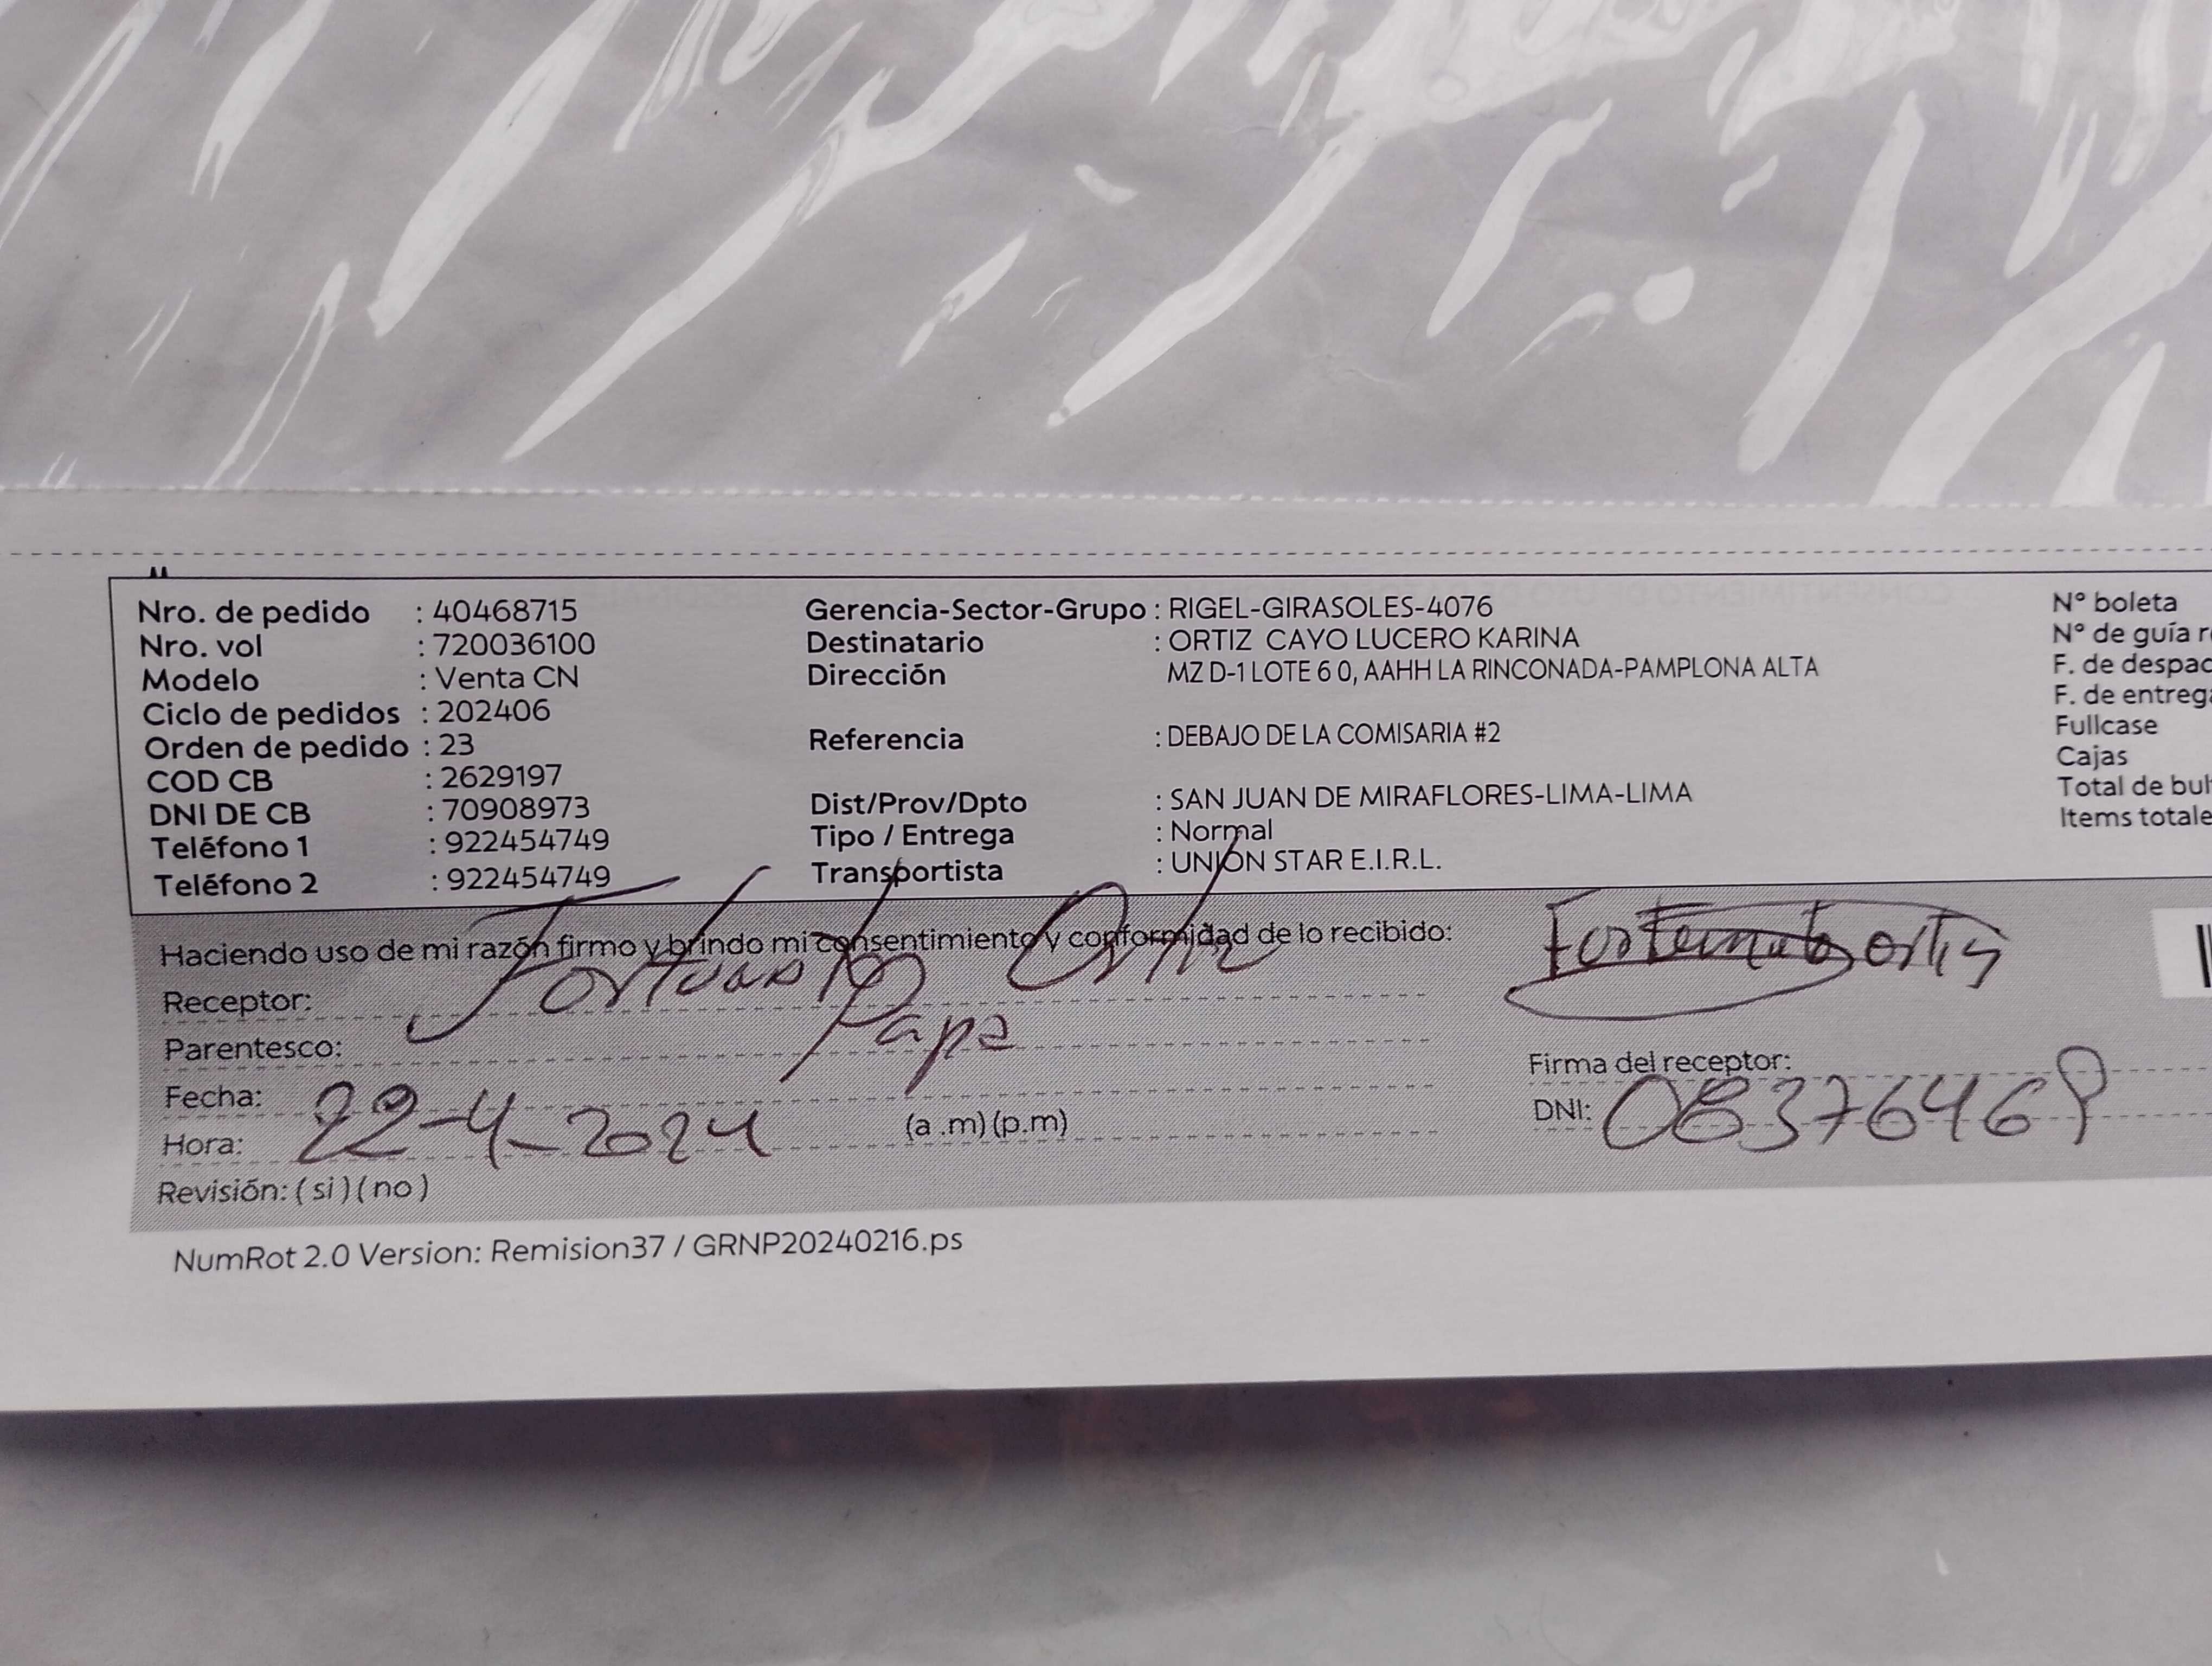 Nro. de pedido : 40468715
Nro. vol : 720036100
Modelo : Venta CN
Ciclo de pedidos : 202406
Orden de pedido : 23
COD CB : 2629197
DNI DE CB : 70908973
Teléfono 1 : 922454749
Teléfono 2 : 922454749
Gerencia-Sector-Grupo : RIGEL-GIRASOLES-4076
Destinatario : ORTIZ CAYO LUCERO KARINA
Dirección MZ D-1 LOTE 6 0, AAHH LA RINCONADA-PAMPLONA ALTA
Referencia : DEBAJO DE LA COMISARIA #2
Dist/Prov/Dpto : SAN JUAN DE MIRAFLORES-LIMA-LIMA
Tipo / Entrega : Normal
Transportista : UNION STAR E.I.R.L.
N° boleta
N° de guía
F. de despac
F. de entrega
Fullcase
Cajas
Total de bul
Items totale
Haciendo uso de mi razón firmo y brindo mi consentimiento y conformidad de lo recibido:
Receptor: Fortunato Ortiz
Parentesco: Papa
Fecha: 22-4-2024
Hora: (a .m) (p.m)
Revisión: ( si ) ( no )
Ortiz
Firma del receptor:
DNI: 08376468
NumRot 2.0 Version: Remision37 / GRNP20240216.ps